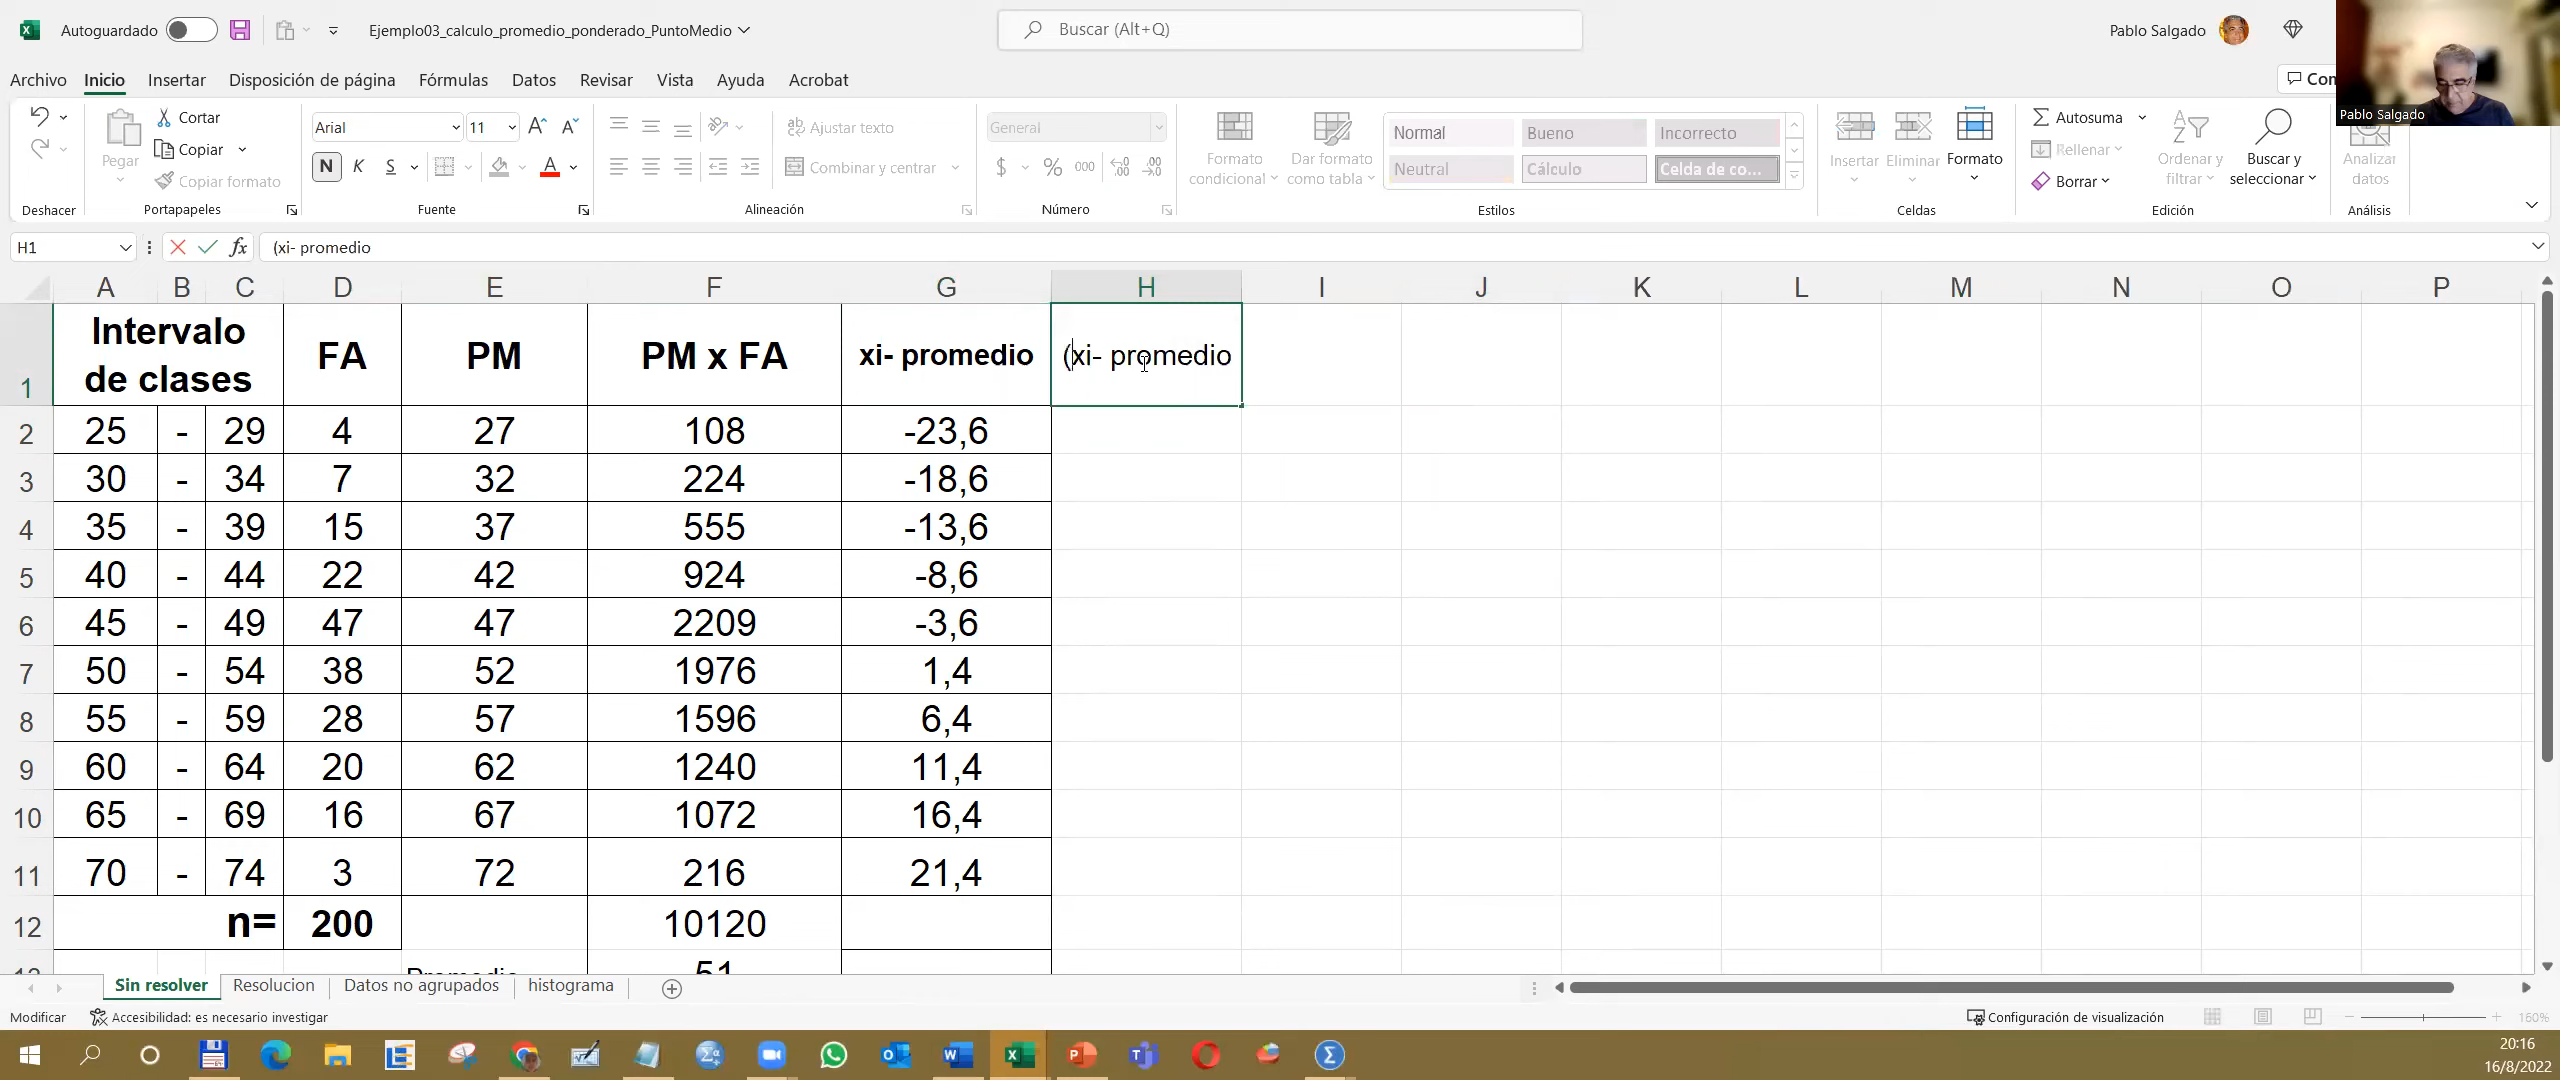 Autoguardado
Ejemplo03_calculo_promedio_ponderado_PuntoMedio
Buscar (Alt+Q)
Pablo Salgado
Archivo Inicio Insertar Disposición de página Fórmulas Datos Revisar Vista Ayuda Acrobat
Pablo Salgado
Pegar
Cortar
Copiar
Copiar formato
Arial 11
N K S
Ajustar texto
Combinar y centrar
General
$ % 000
Formato condicional
Dar formato como tabla
Normal Bueno Incorrecto
Neutral Cálculo Celda de co...
Insertar Eliminar Formato
Autosuma
Rellenar
Borrar
Ordenar y filtrar
Buscar y seleccionar
Analizar datos
Deshacer Portapapeles Fuente Alineación Número Estilos Celdas Edición Análisis
H1 fx (xi- promedio
A B C D E F G H I J K L M N O P
1 Intervalo de clases FA PM PM x FA xi- promedio (xi- promedio
2 25 - 29 4 27 108 -23,6
3 30 - 34 7 32 224 -18,6
4 35 - 39 15 37 555 -13,6
5 40 - 44 22 42 924 -8,6
6 45 - 49 47 47 2209 -3,6
7 50 - 54 38 52 1976 1,4
8 55 - 59 28 57 1596 6,4
9 60 - 64 20 62 1240 11,4
10 65 - 69 16 67 1072 16,4
11 70 - 74 3 72 216 21,4
12 n= 200 10120
13 Promedio 51
Sin resolver Resolucion Datos no agrupados histograma
Modificar Accesibilidad: es necesario investigar Configuración de visualización 160%
20:16
16/8/2022